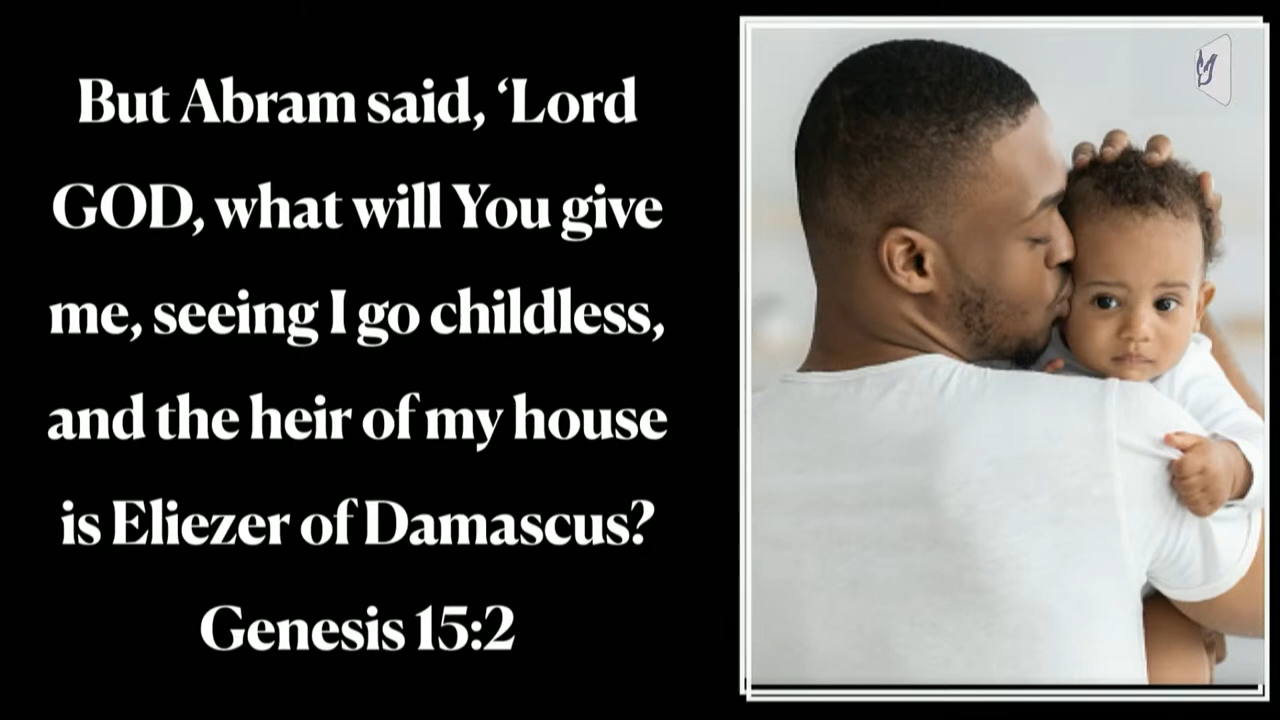 But Abram said, ‘Lord
GOD, what will You give
me, seeing I go childless,
and the heir of my house
is Eliezer of Damascus?
Genesis 15:2